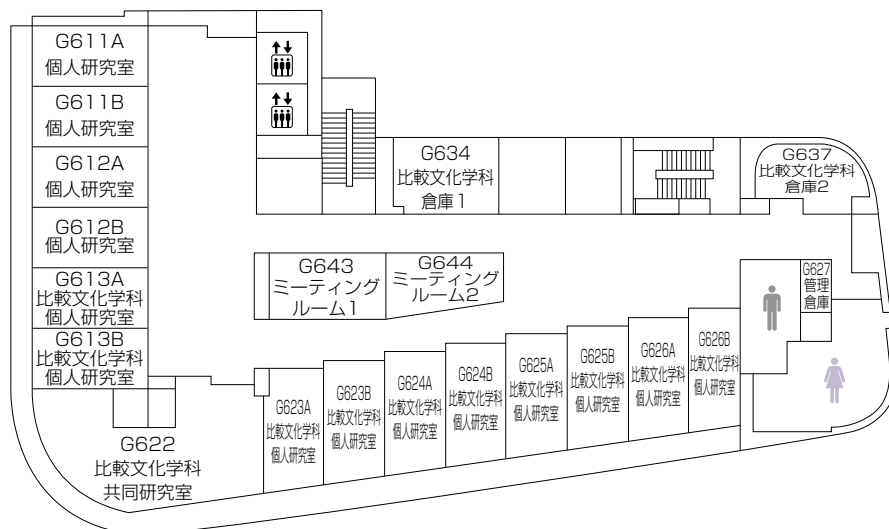 G611A
個人研究室
G611B
個人研究室
G612A
個人研究室
G612B
個人研究室
G613A
比較文化学科
個人研究室
G613B
比較文化学科
個人研究室
G622
比較文化学科
共同研究室
G634
比較文化学科
倉庫1
G637
比較文化学科
倉庫2
G643
ミーティング
ルーム1
G644
ミーティング
ルーム2
G627
管理
倉庫
G623A
比較文化学科
個人研究室
G623B
比較文化学科
個人研究室
G624A
比較文化学科
個人研究室
G624B
比較文化学科
個人研究室
G625A
比較文化学科
個人研究室
G625B
比較文化学科
個人研究室
G626A
比較文化学科
個人研究室
G626B
比較文化学科
個人研究室